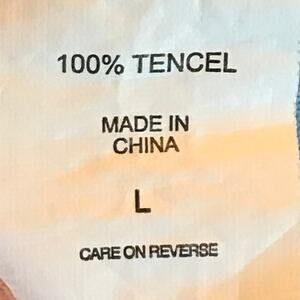 100% TENCEL
MADE IN
CHINA
L
CARE ON REVERSE